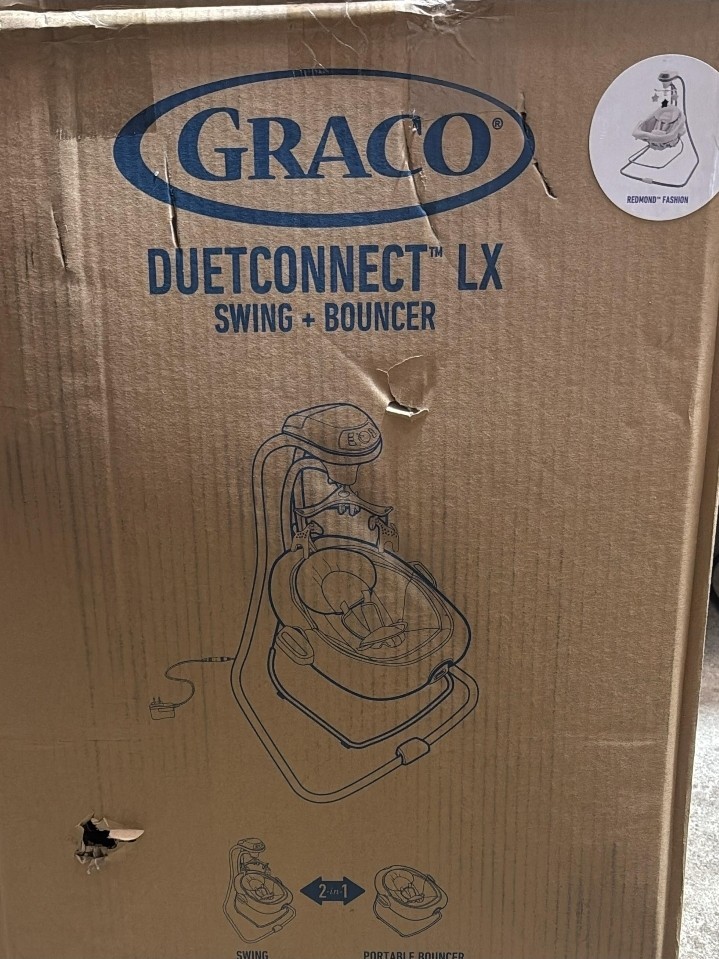 GRACO®
REDMOND™ FASHION
DUETCONNECT™ LX
SWING + BOUNCER
2-in-1
SWING
PORTABLE BOUNCER